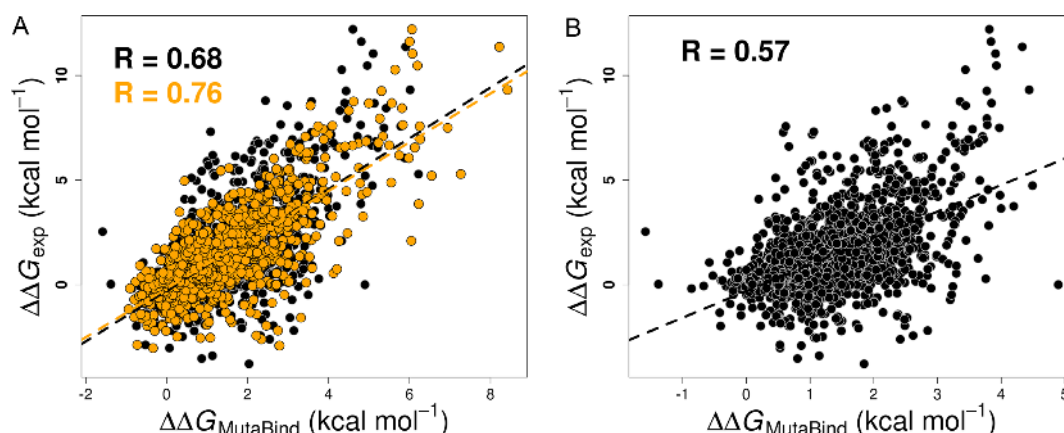 A
R = 0.68
R = 0.76
10
5
0
ΔΔGexp (kcal mol⁻¹)
-2 0 2 4 6 8
ΔΔGMutaBind (kcal mol⁻¹)
B
R = 0.57
10
5
0
ΔΔGexp (kcal mol⁻¹)
-1 0 1 2 3 4 5
ΔΔGMutaBind (kcal mol⁻¹)